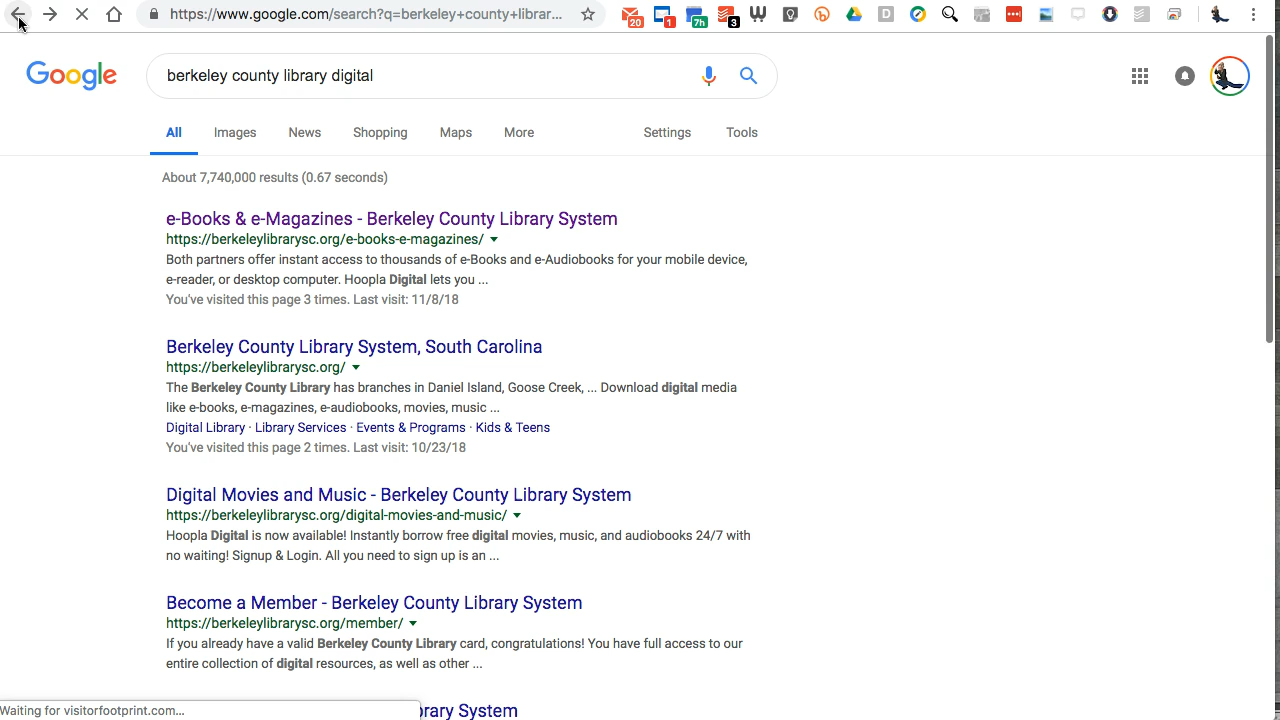 https://www.google.com/search?q=berkeley+county+librar...
20
1
7h
3
Google
berkeley county library digital
All Images News Shopping Maps More Settings Tools
About 7,740,000 results (0.67 seconds)
e-Books & e-Magazines - Berkeley County Library System
https://berkeleylibrarysc.org/e-books-e-magazines/
Both partners offer instant access to thousands of e-Books and e-Audiobooks for your mobile device,
e-reader, or desktop computer. Hoopla Digital lets you ...
You've visited this page 3 times. Last visit: 11/8/18
Berkeley County Library System, South Carolina
https://berkeleylibrarysc.org/
The Berkeley County Library has branches in Daniel Island, Goose Creek, ... Download digital media
like e-books, e-magazines, e-audiobooks, movies, music ...
Digital Library · Library Services · Events & Programs · Kids & Teens
You've visited this page 2 times. Last visit: 10/23/18
Digital Movies and Music - Berkeley County Library System
https://berkeleylibrarysc.org/digital-movies-and-music/
Hoopla Digital is now available! Instantly borrow free digital movies, music, and audiobooks 24/7 with
no waiting! Signup & Login. All you need to sign up is an ...
Become a Member - Berkeley County Library System
https://berkeleylibrarysc.org/member/
If you already have a valid Berkeley County Library card, congratulations! You have full access to our
entire collection of digital resources, as well as other ...
Waiting for visitorfootprint.com...
brary System